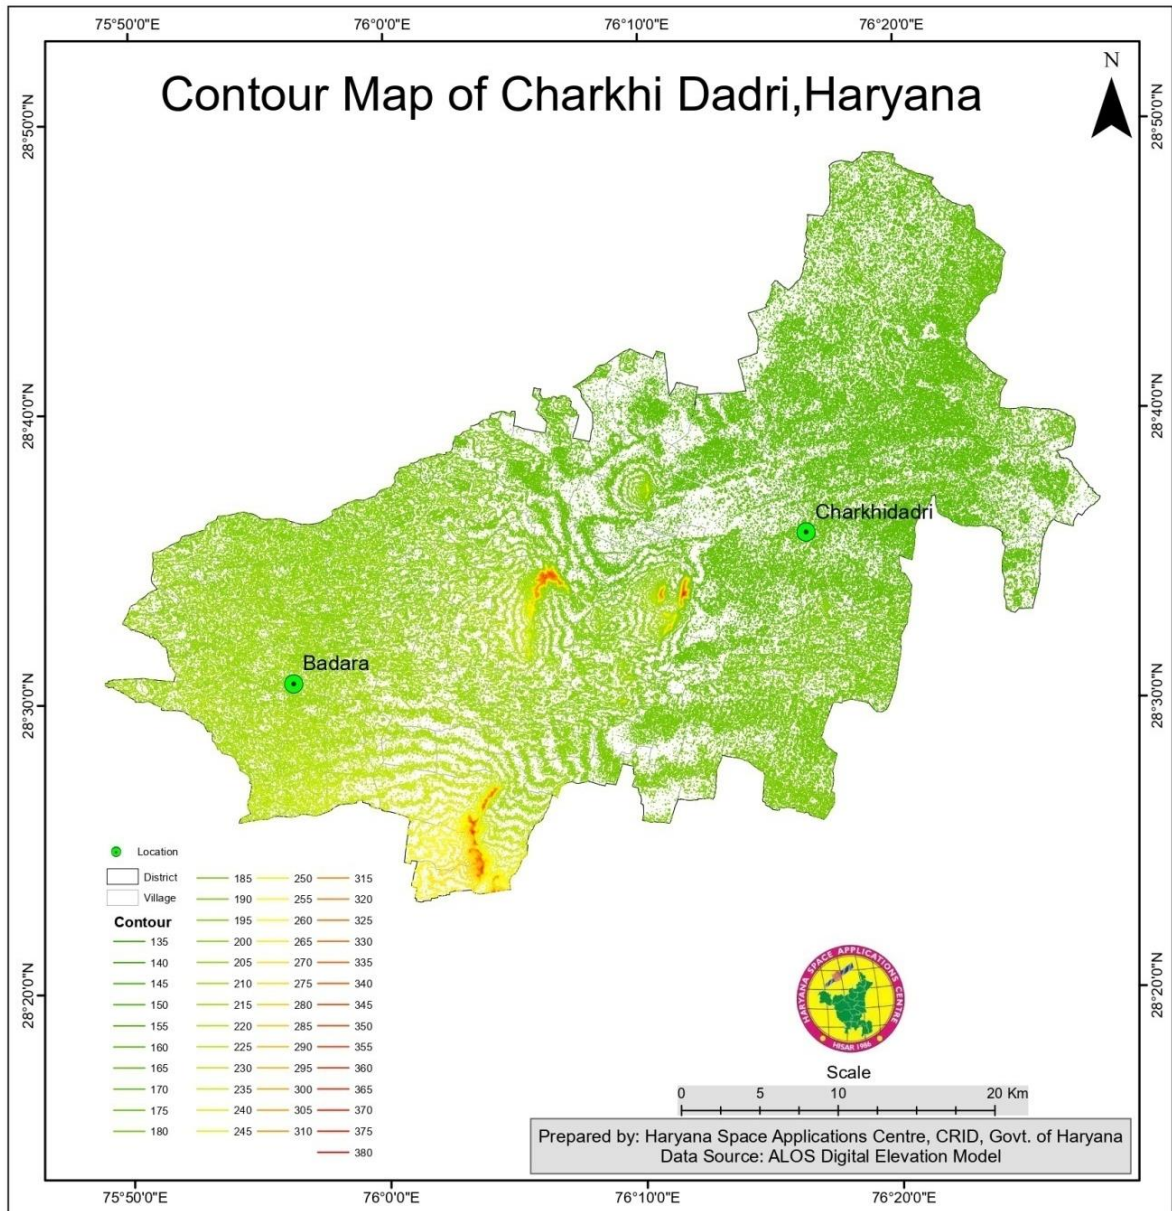 75°50'0"E 76°0'0"E 76°10'0"E 76°20'0"E
N
Contour Map of Charkhi Dadri,Haryana
28°50'0"N 28°50'0"N
28°40'0"N 28°40'0"N
Charkhidadri
Badara
28°30'0"N 28°30'0"N
Location
District 185 250 315
Village 190 255 320
Contour 195 260 325
135 200 265 330
140 205 270 335
145 210 275 340
150 215 280 345
155 220 285 350
160 225 290 355
165 230 295 360
170 235 300 365
175 240 305 370
180 245 310 375
380
28°20'0"N 28°20'0"N
HARYANA SPACE APPLICATIONS CENTRE
HISAR 1986
Scale
0 5 10 20 Km
Prepared by: Haryana Space Applications Centre, CRID, Govt. of Haryana
Data Source: ALOS Digital Elevation Model
75°50'0"E 76°0'0"E 76°10'0"E 76°20'0"E